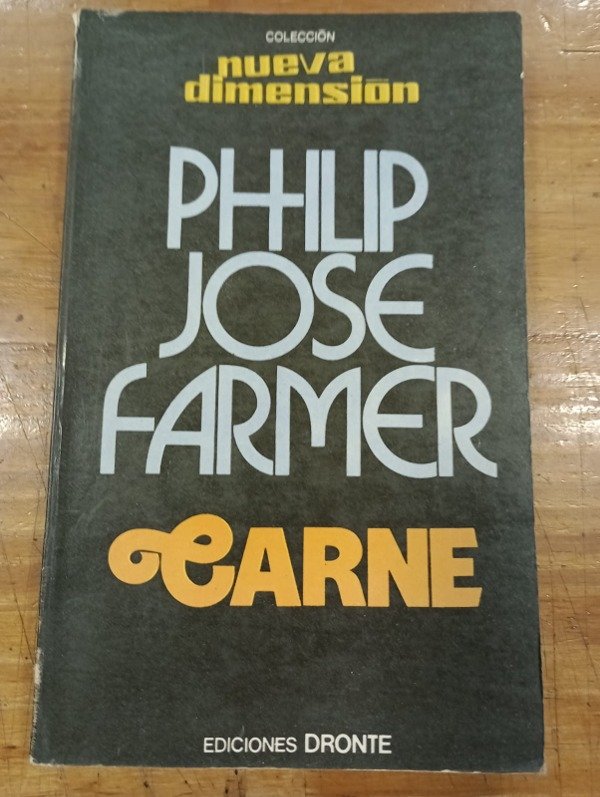 COLECCIÓN
nueva
dimensión
PHILIP
JOSE
FARMER
CARNE
EDICIONES DRONTE